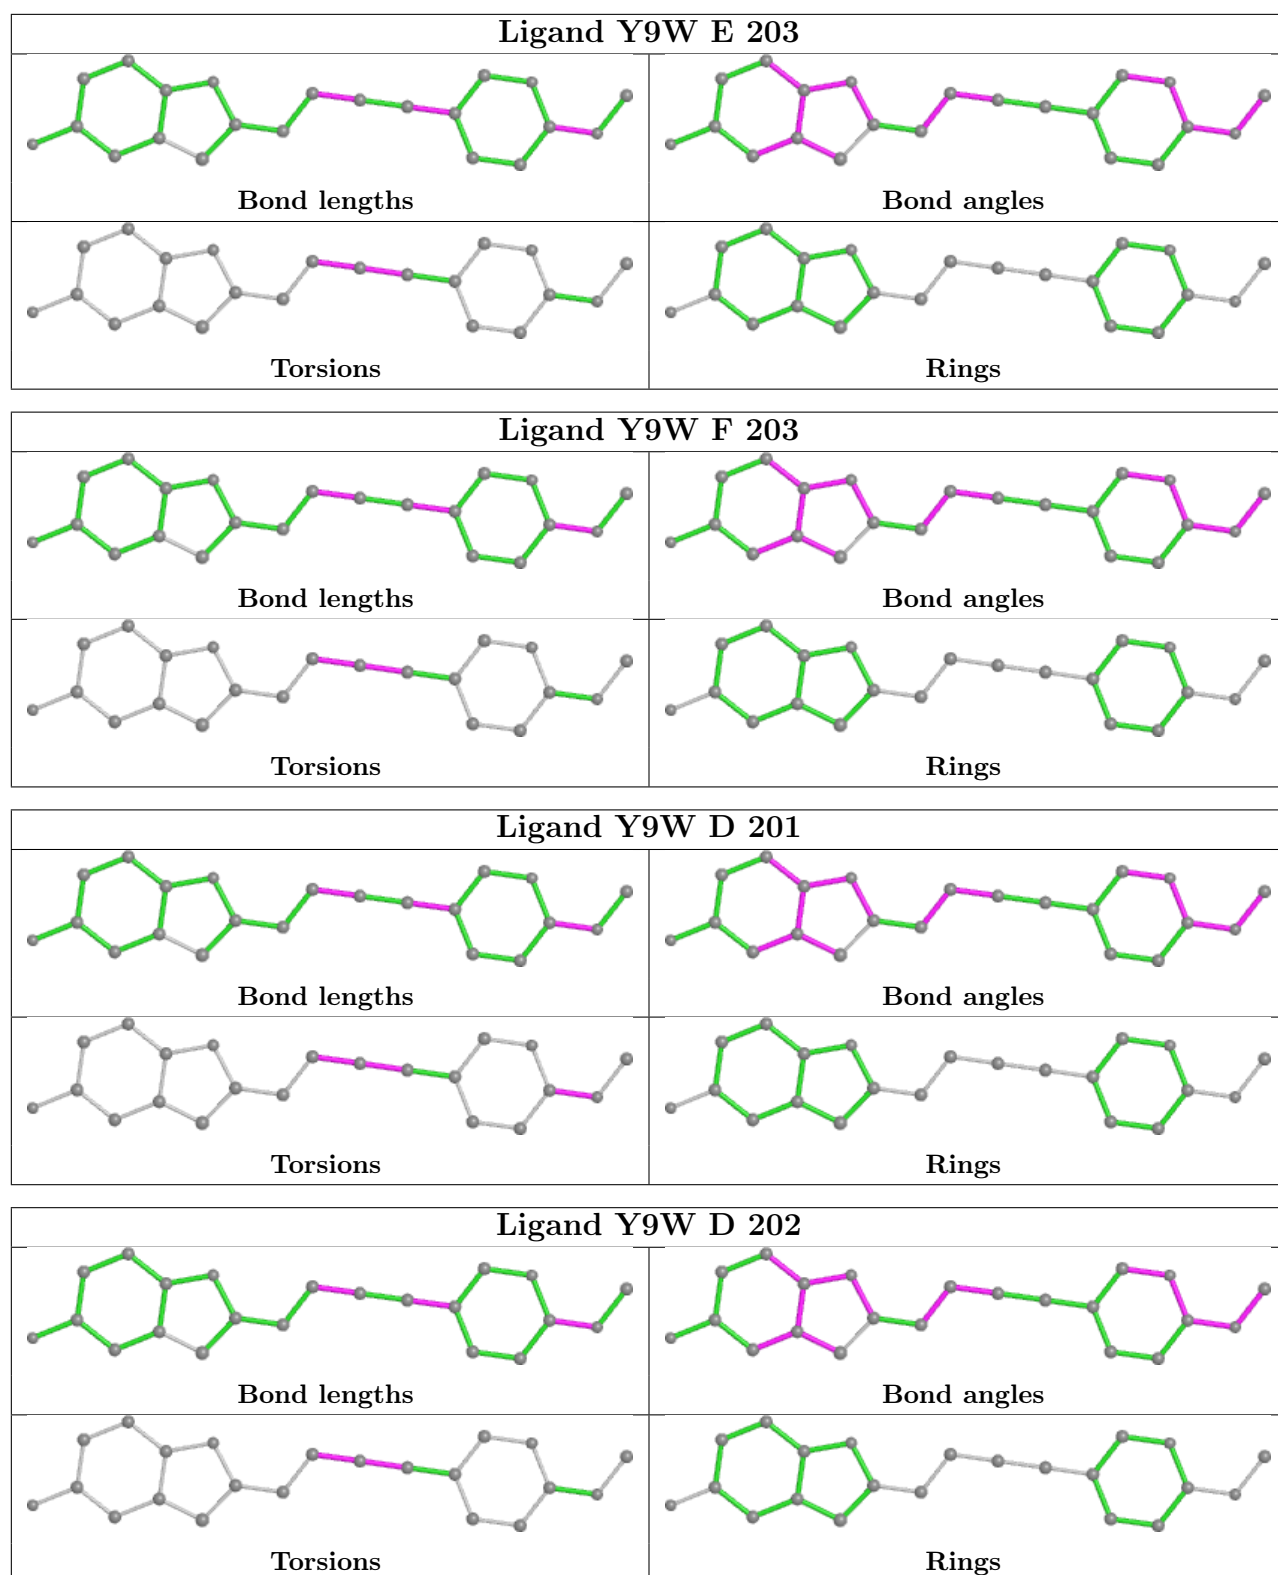 Ligand Y9W E 203
Bond lengths
Bond angles
Torsions
Rings
Ligand Y9W F 203
Bond lengths
Bond angles
Torsions
Rings
Ligand Y9W D 201
Bond lengths
Bond angles
Torsions
Rings
Ligand Y9W D 202
Bond lengths
Bond angles
Torsions
Rings